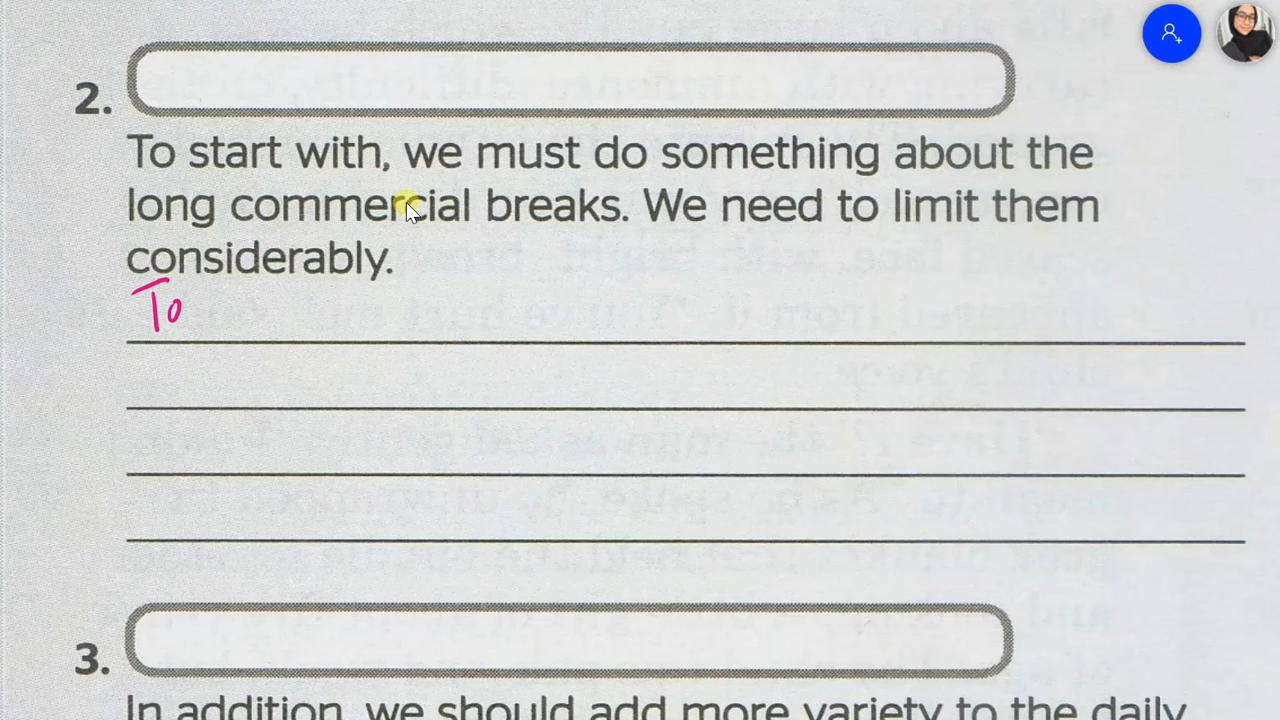 2.
To start with, we must do something about the
long commercial breaks. We need to limit them
considerably.
To
3.
In addition, we should add more variety to the daily